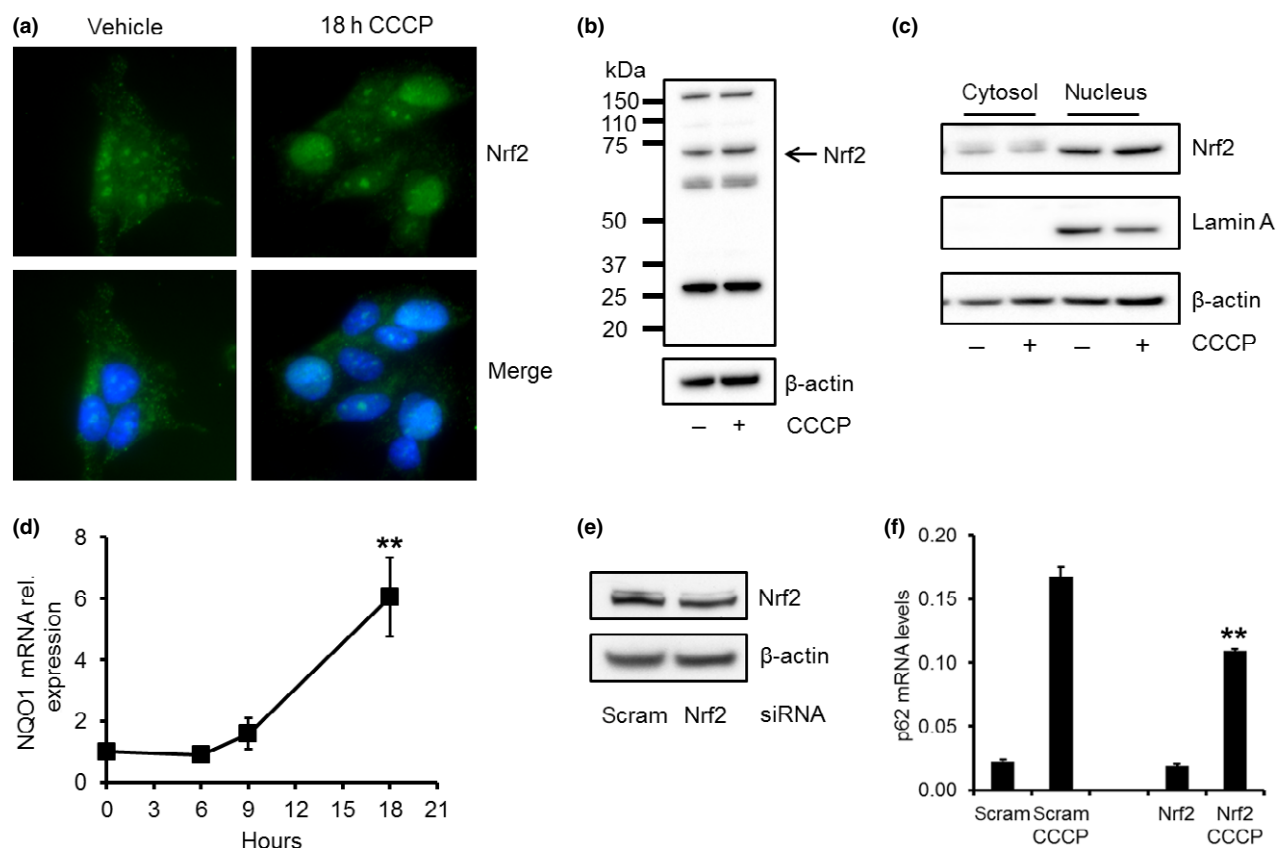 (a)
Vehicle
18 h CCCP
Nrf2
Merge
(b)
kDa
150
110
75
50
37
25
20
Nrf2
β-actin
– + CCCP
(c)
Cytosol Nucleus
Nrf2
Lamin A
β-actin
– + – + CCCP
(d)
NQO1 mRNA rel.
expression
8
6
4
2
0
**
0 3 6 9 12 15 18 21
Hours
(e)
Nrf2
β-actin
Scram Nrf2 siRNA
(f)
p62 mRNA levels
0.20
0.15
0.10
0.05
0.00
**
Scram Scram Nrf2 Nrf2
CCCP CCCP